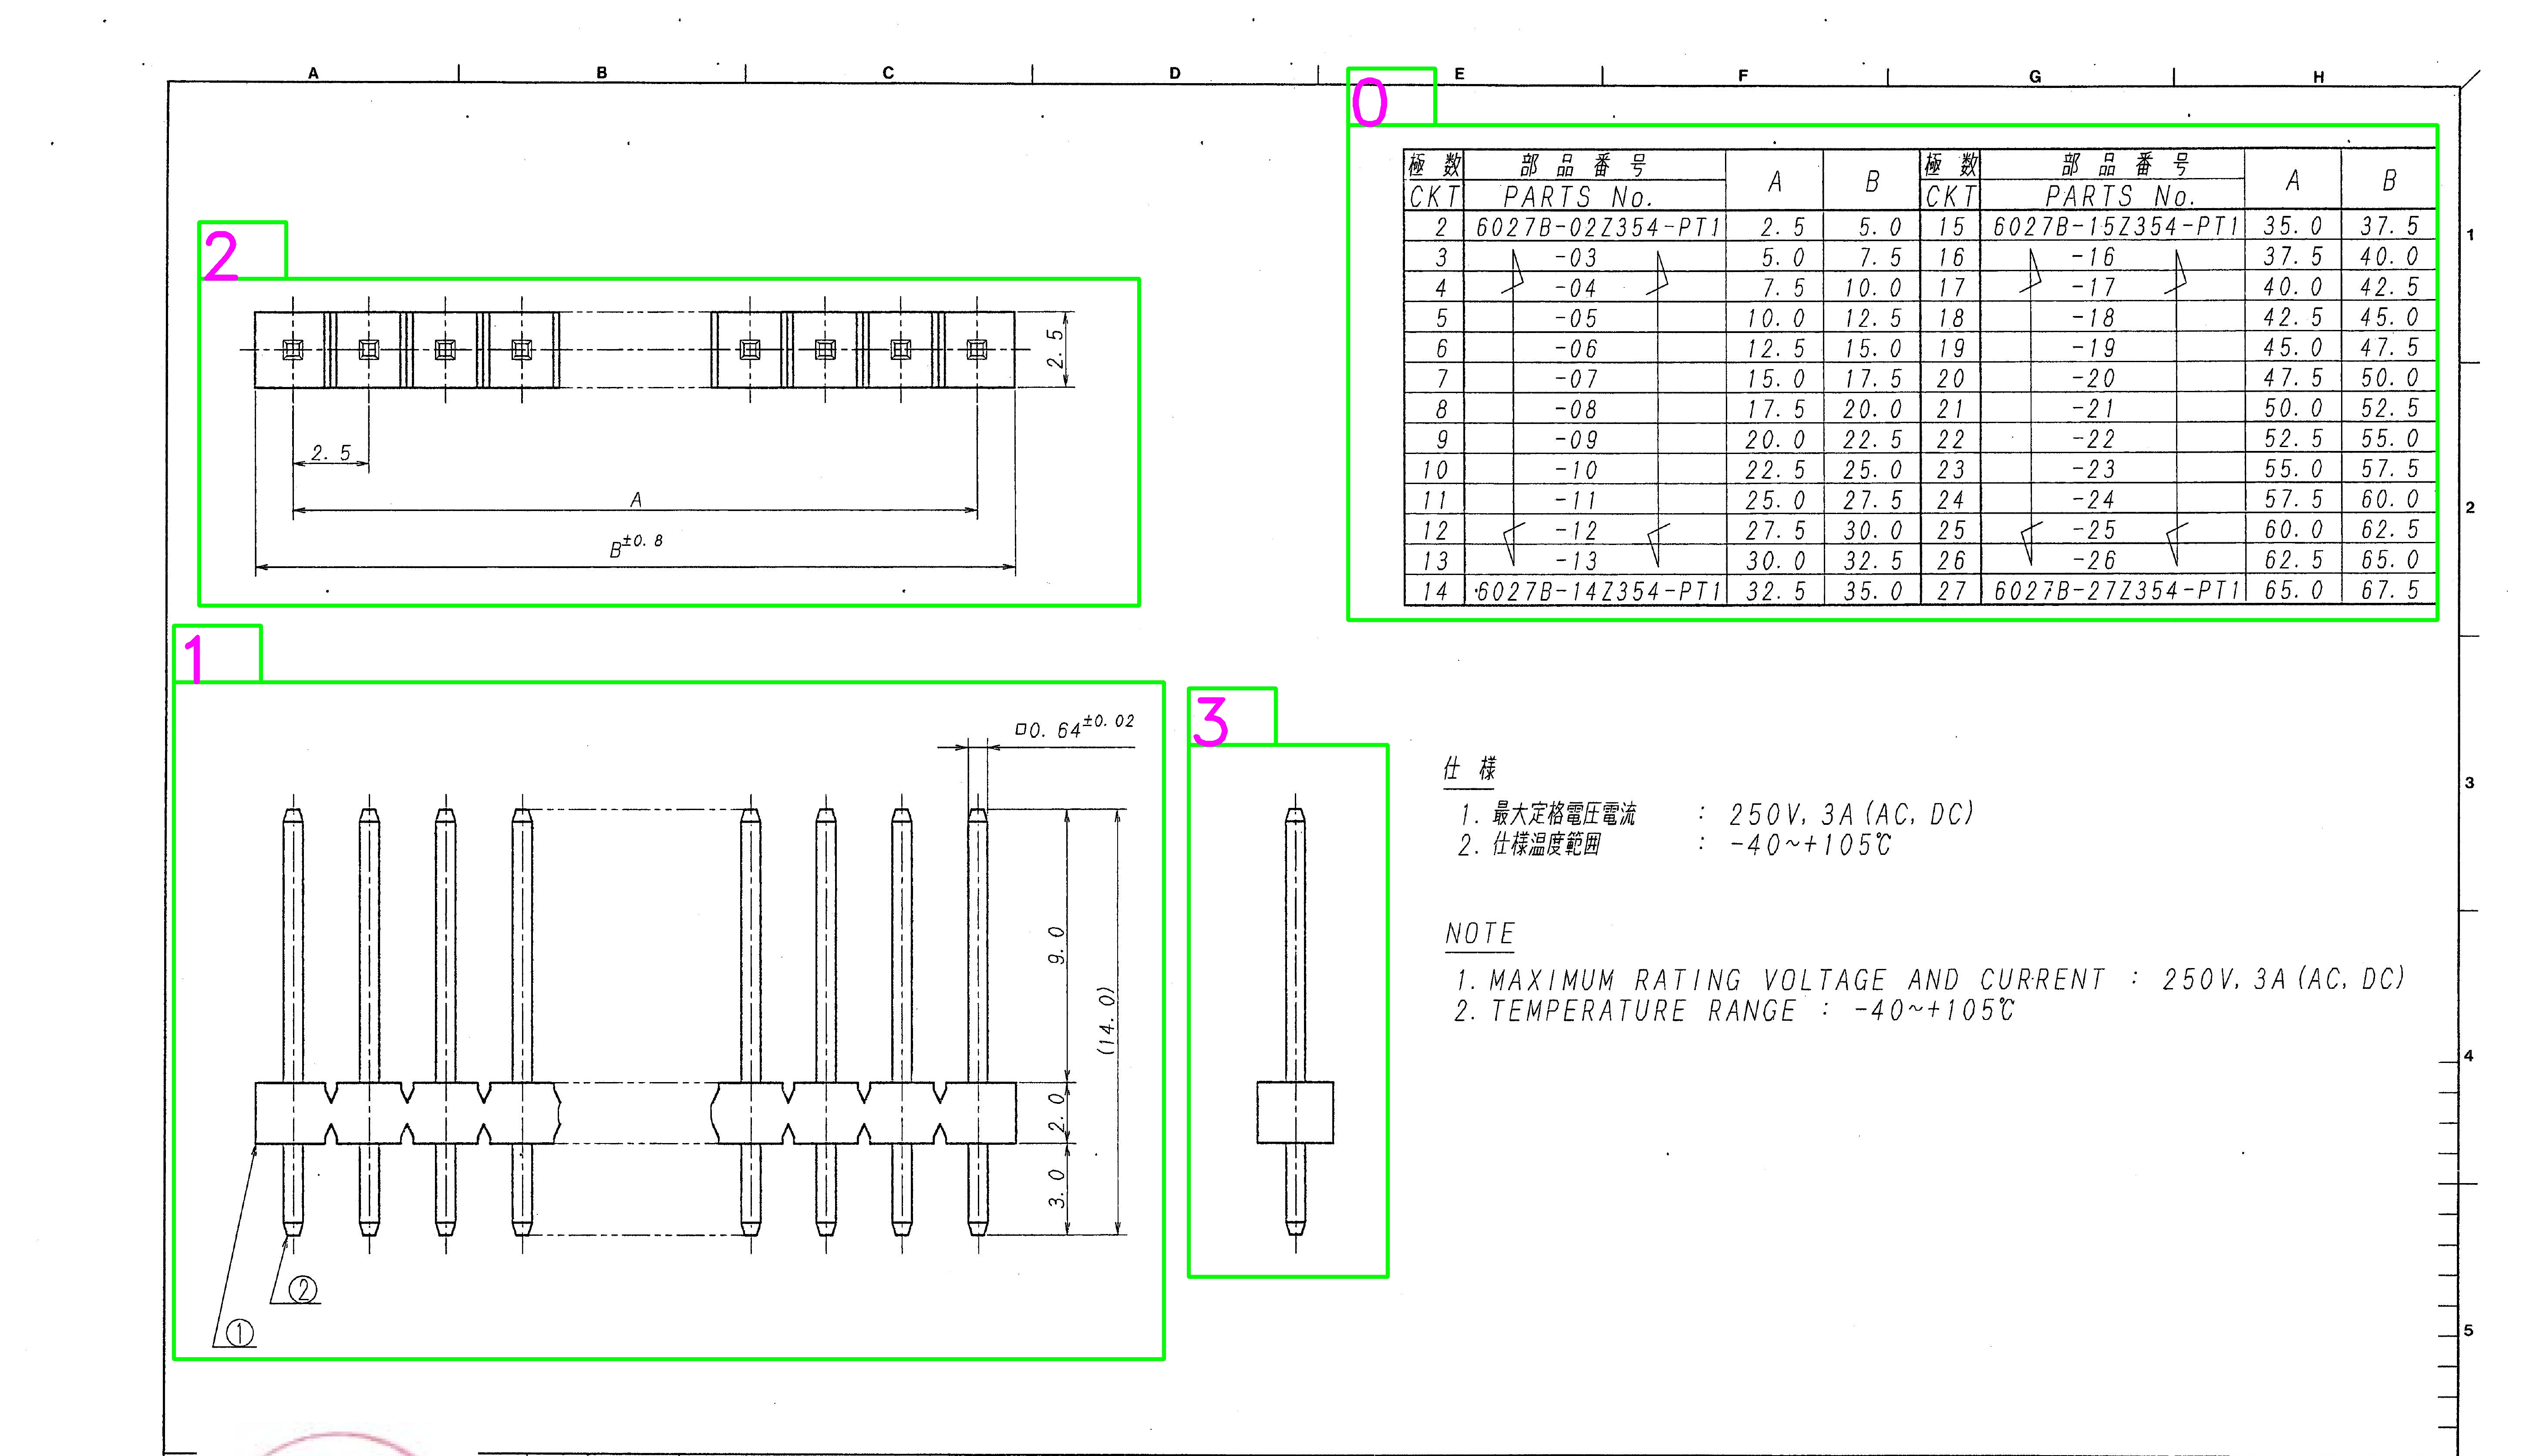 A B C D E F G H
0
極数 部品番号 A B 極数 部品番号 A B
CKT PARTS No. CKT PARTS No.
2 6027B-02Z354-PT1 2.5 5.0 15 6027B-15Z354-PT1 35.0 37.5
3 -03 5.0 7.5 16 -16 37.5 40.0
4 -04 7.5 10.0 17 -17 40.0 42.5
5 -05 10.0 12.5 18 -18 42.5 45.0
6 -06 12.5 15.0 19 -19 45.0 47.5
7 -07 15.0 17.5 20 -20 47.5 50.0
8 -08 17.5 20.0 21 -21 50.0 52.5
9 -09 20.0 22.5 22 -22 52.5 55.0
10 -10 22.5 25.0 23 -23 55.0 57.5
11 -11 25.0 27.5 24 -24 57.5 60.0
12 -12 27.5 30.0 25 -25 60.0 62.5
13 -13 30.0 32.5 26 -26 62.5 65.0
14 6027B-14Z354-PT1 32.5 35.0 27 6027B-27Z354-PT1 65.0 67.5
2
2.5
2.5
A
B±0.8
1
□0.64±0.02
9.0
(14.0)
2.0
3.0
②
①
3
仕様
1. 最大定格電圧電流 : 250V, 3A (AC, DC)
2. 仕様温度範囲 : -40~+105℃
NOTE
1. MAXIMUM RATING VOLTAGE AND CURRENT : 250V, 3A (AC, DC)
2. TEMPERATURE RANGE : -40~+105℃
1
2
3
4
5